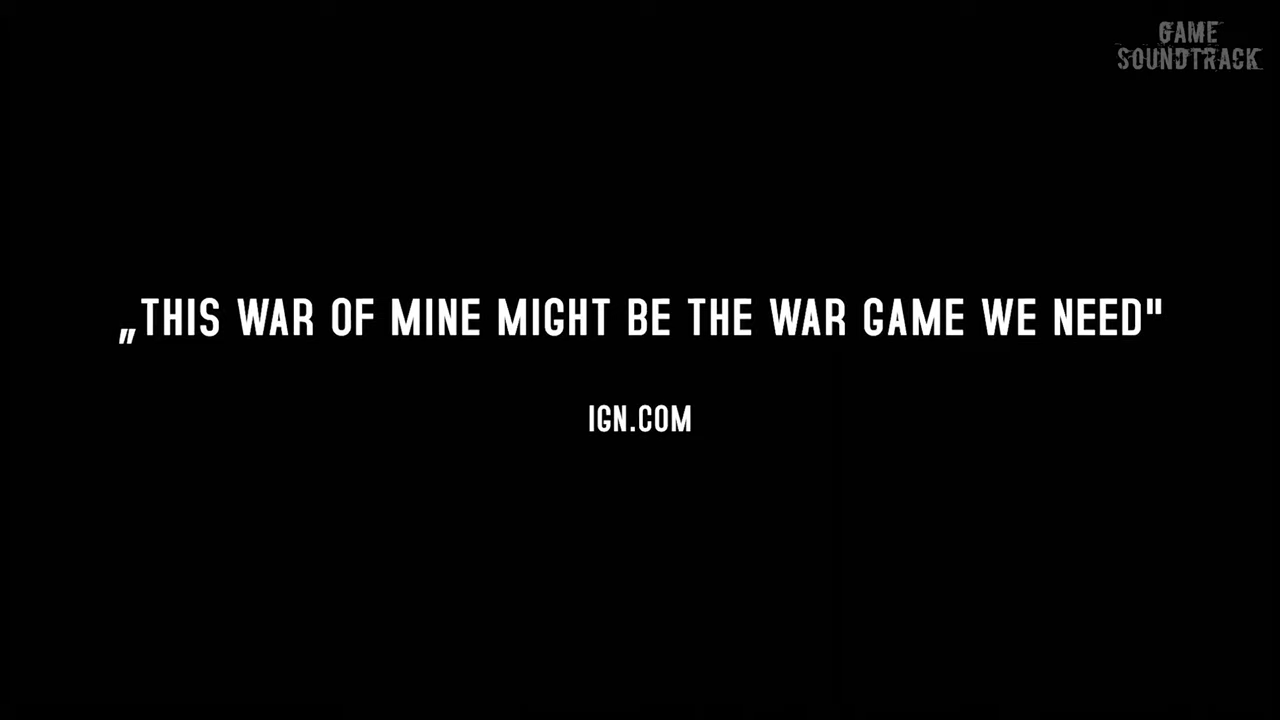 GAME
SOUNDTRACK
„THIS WAR OF MINE MIGHT BE THE WAR GAME WE NEED"
IGN.COM